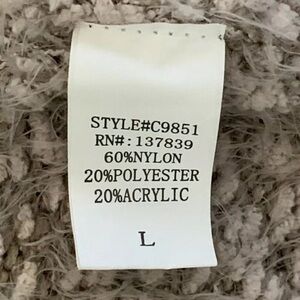 STYLE#C9851
RN#: 137839
60%NYLON
20%POLYESTER
20%ACRYLIC
L